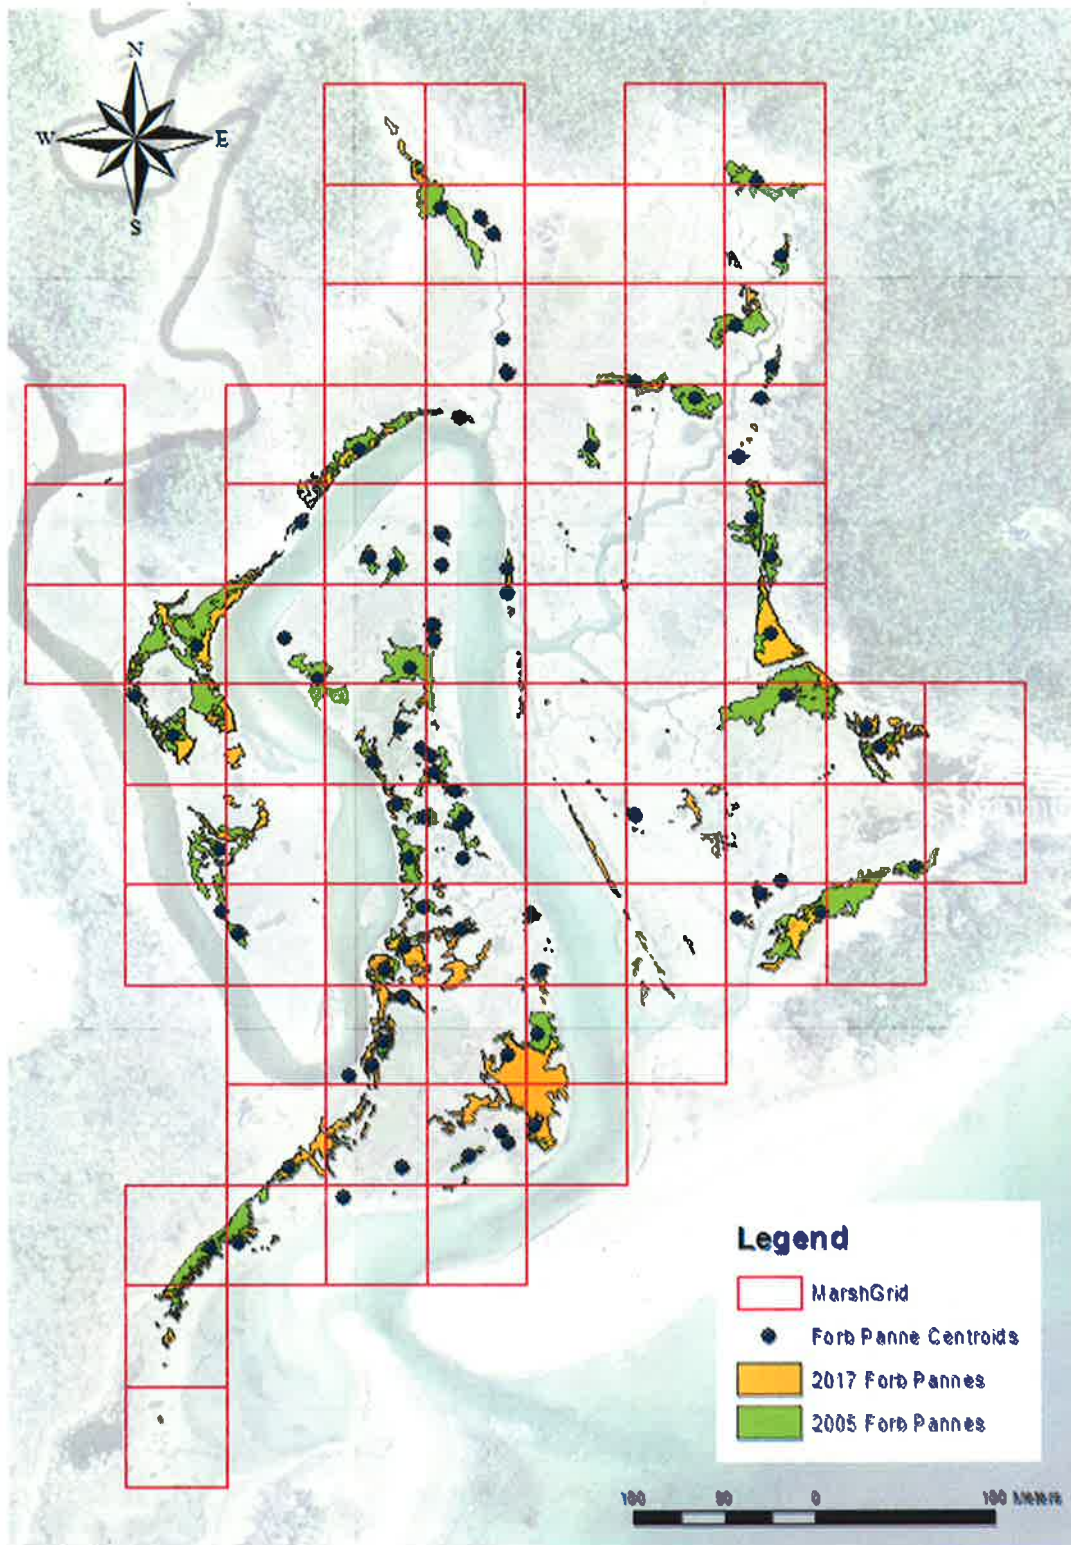 N
W E
S
Legend
MarshGrid
Forb Panne Centroids
2017 Forb Pannes
2005 Forb Pannes
100 50 0 100 Meters